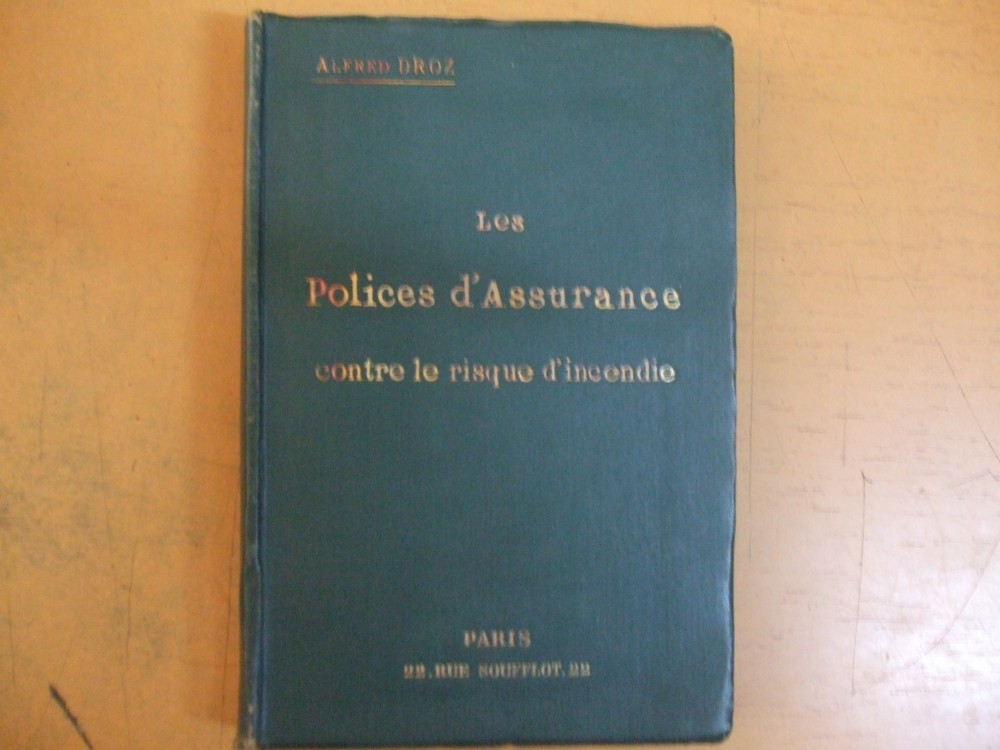 ALFRED DROZ
Les
Polices d'Assurance
contre le risque d'incendie
PARIS
22, RUE SOUFFLOT, 22